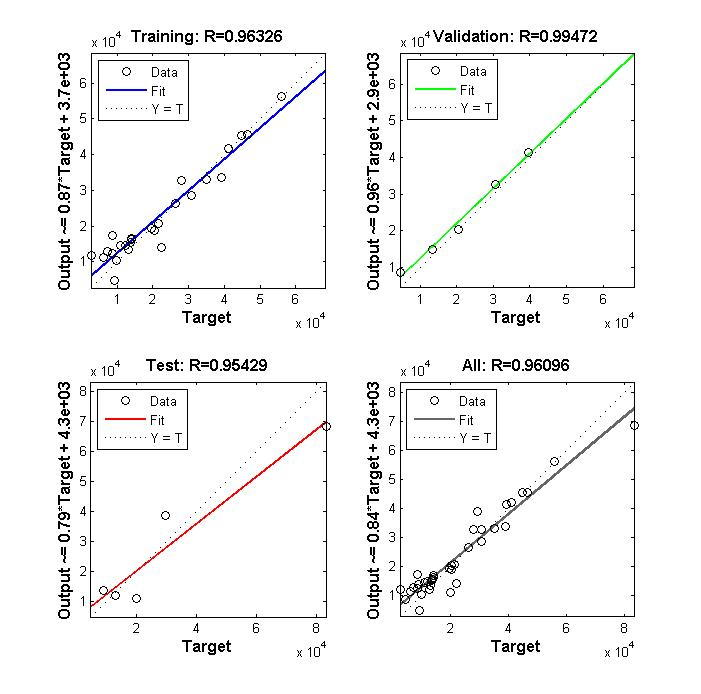 Training: R=0.96326
x 10^4
Output ~= 0.87*Target + 3.7e+03
Data
Fit
Y = T
6
5
4
3
2
1
1 2 3 4 5 6
Target
x 10^4
Validation: R=0.99472
x 10^4
Output ~= 0.96*Target + 2.9e+03
Data
Fit
Y = T
6
5
4
3
2
1
1 2 3 4 5 6
Target
x 10^4
Test: R=0.95429
x 10^4
Output ~= 0.79*Target + 4.3e+03
Data
Fit
Y = T
8
7
6
5
4
3
2
1
2 4 6 8
Target
x 10^4
All: R=0.96096
x 10^4
Output ~= 0.84*Target + 4.3e+03
Data
Fit
Y = T
8
7
6
5
4
3
2
1
2 4 6 8
Target
x 10^4